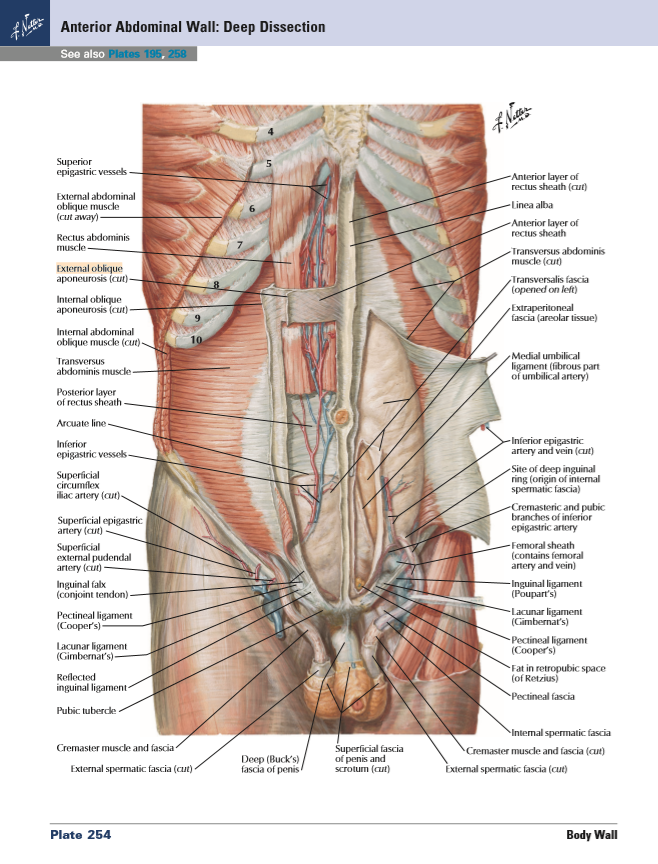 F. Netter M.D.
Anterior Abdominal Wall: Deep Dissection
See also Plates 195, 258
F. Netter M.D.
4
5
6
7
8
9
10
Superior
epigastric vessels
External abdominal
oblique muscle
(cut away)
Rectus abdominis
muscle
External oblique
aponeurosis (cut)
Internal oblique
aponeurosis (cut)
Internal abdominal
oblique muscle (cut)
Transversus
abdominis muscle
Posterior layer
of rectus sheath
Arcuate line
Inferior
epigastric vessels
Superficial
circumflex
iliac artery (cut)
Superficial epigastric
artery (cut)
Superficial
external pudendal
artery (cut)
Inguinal falx
(conjoint tendon)
Pectineal ligament
(Cooper's)
Lacunar ligament
(Gimbernat's)
Reflected
inguinal ligament
Pubic tubercle
Cremaster muscle and fascia
External spermatic fascia (cut)
Deep (Buck's)
fascia of penis
Superficial fascia
of penis and
scrotum (cut)
Anterior layer of
rectus sheath (cut)
Linea alba
Anterior layer of
rectus sheath
Transversus abdominis
muscle (cut)
Transversalis fascia
(opened on left)
Extraperitoneal
fascia (areolar tissue)
Medial umbilical
ligament (fibrous part
of umbilical artery)
Inferior epigastric
artery and vein (cut)
Site of deep inguinal
ring (origin of internal
spermatic fascia)
Cremasteric and pubic
branches of inferior
epigastric artery
Femoral sheath
(contains femoral
artery and vein)
Inguinal ligament
(Poupart's)
Lacunar ligament
(Gimbernat's)
Pectineal ligament
(Cooper's)
Fat in retropubic space
(of Retzius)
Pectineal fascia
Internal spermatic fascia
Cremaster muscle and fascia (cut)
External spermatic fascia (cut)
Plate 254
Body Wall